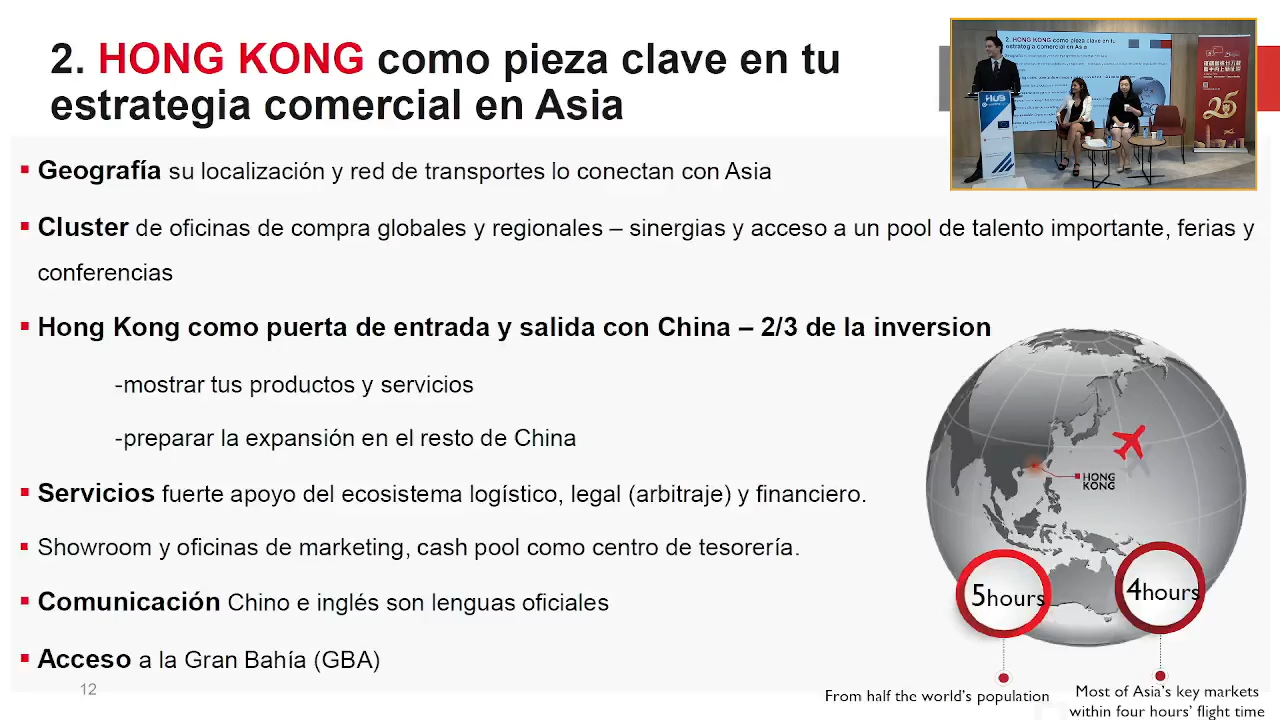 2. HONG KONG como pieza clave en tu
estrategia comercial en Asia
▪ Geografía su localización y red de transportes lo conectan con Asia
▪ Cluster de oficinas de compra globales y regionales – sinergias y acceso a un pool de talento importante, ferias y
conferencias
▪ Hong Kong como puerta de entrada y salida con China – 2/3 de la inversion
-mostrar tus productos y servicios
-preparar la expansión en el resto de China
▪ Servicios fuerte apoyo del ecosistema logístico, legal (arbitraje) y financiero.
▪ Showroom y oficinas de marketing, cash pool como centro de tesorería.
▪ Comunicación Chino e inglés son lenguas oficiales
▪ Acceso a la Gran Bahía (GBA)
12
HONG
KONG
5hours
4hours
From half the world's population
Most of Asia's key markets
within four hours' flight time
2. HONG KONG como pieza clave en tu
estrategia comercial en Asia
HUB
25